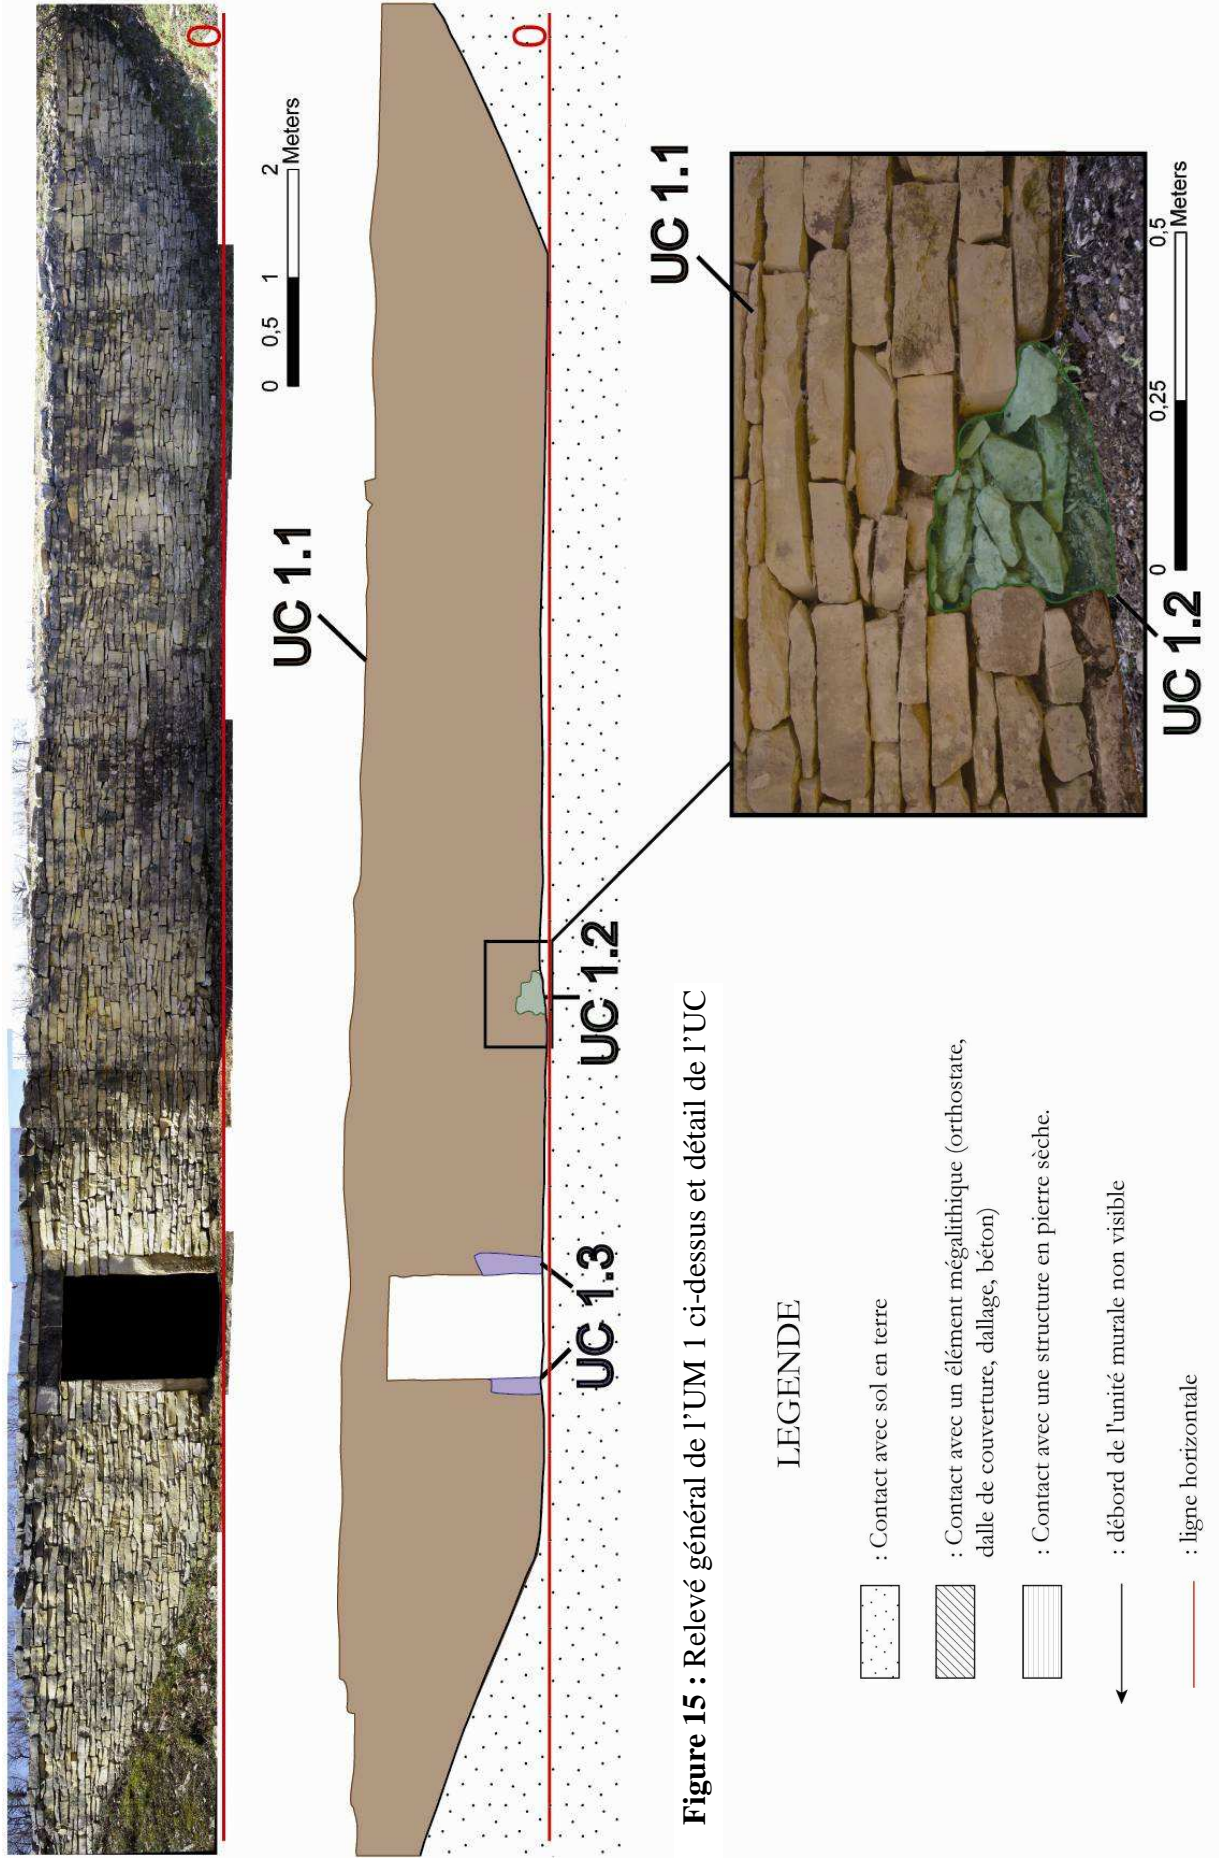 0
0 0,5 1 2
Meters
UC 1.1
0
UC 1.3
UC 1.2
UC 1.1
UC 1.2
0 0,25 0,5
Meters
Figure 15 : Relevé général de l'UM 1 ci-dessus et détail de l'UC
LEGENDE
: Contact avec sol en terre
: Contact avec un élément mégalithique (orthostate,
dalle de couverture, dallage, béton)
: Contact avec une structure en pierre sèche.
: débord de l'unité murale non visible
: ligne horizontale